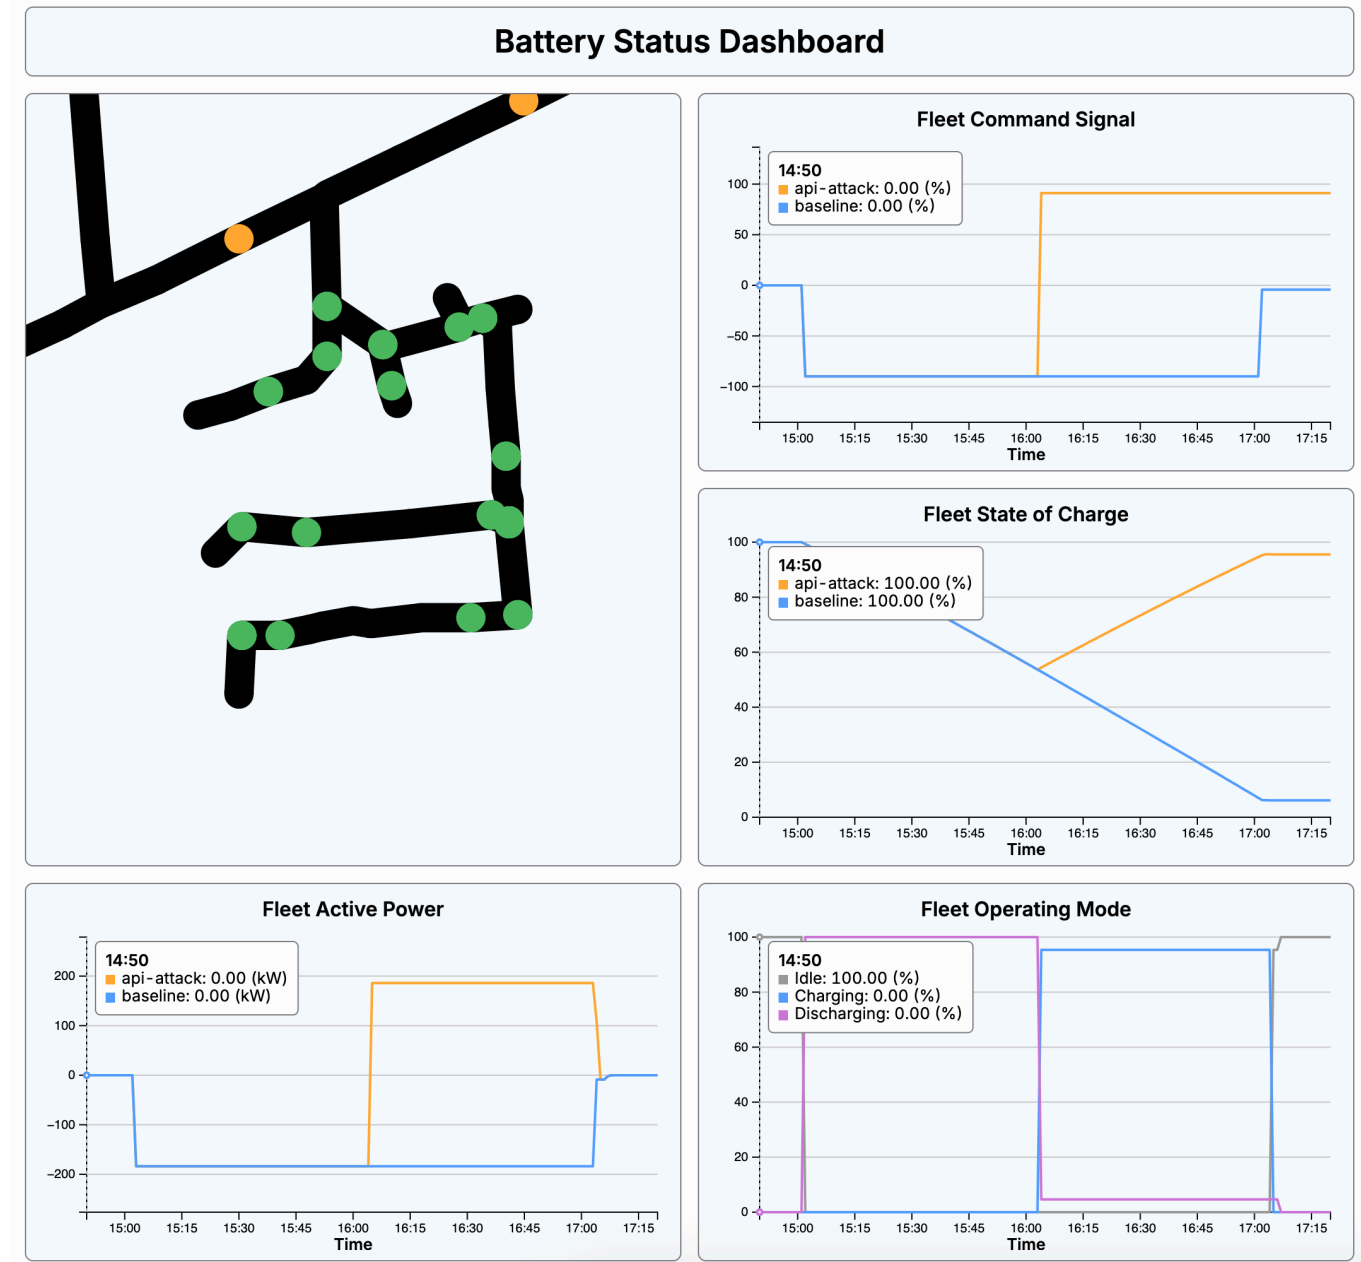 Battery Status Dashboard
Fleet Command Signal
14:50
api-attack: 0.00 (%)
baseline: 0.00 (%)
100
50
0
−50
−100
15:00 15:15 15:30 15:45 16:00 16:15 16:30 16:45 17:00 17:15
Time
Fleet State of Charge
14:50
api-attack: 100.00 (%)
baseline: 100.00 (%)
100
80
60
40
20
0
15:00 15:15 15:30 15:45 16:00 16:15 16:30 16:45 17:00 17:15
Time
Fleet Active Power
14:50
api-attack: 0.00 (kW)
baseline: 0.00 (kW)
200
100
0
−100
−200
15:00 15:15 15:30 15:45 16:00 16:15 16:30 16:45 17:00 17:15
Time
Fleet Operating Mode
14:50
Idle: 100.00 (%)
Charging: 0.00 (%)
Discharging: 0.00 (%)
100
80
60
40
20
0
15:00 15:15 15:30 15:45 16:00 16:15 16:30 16:45 17:00 17:15
Time